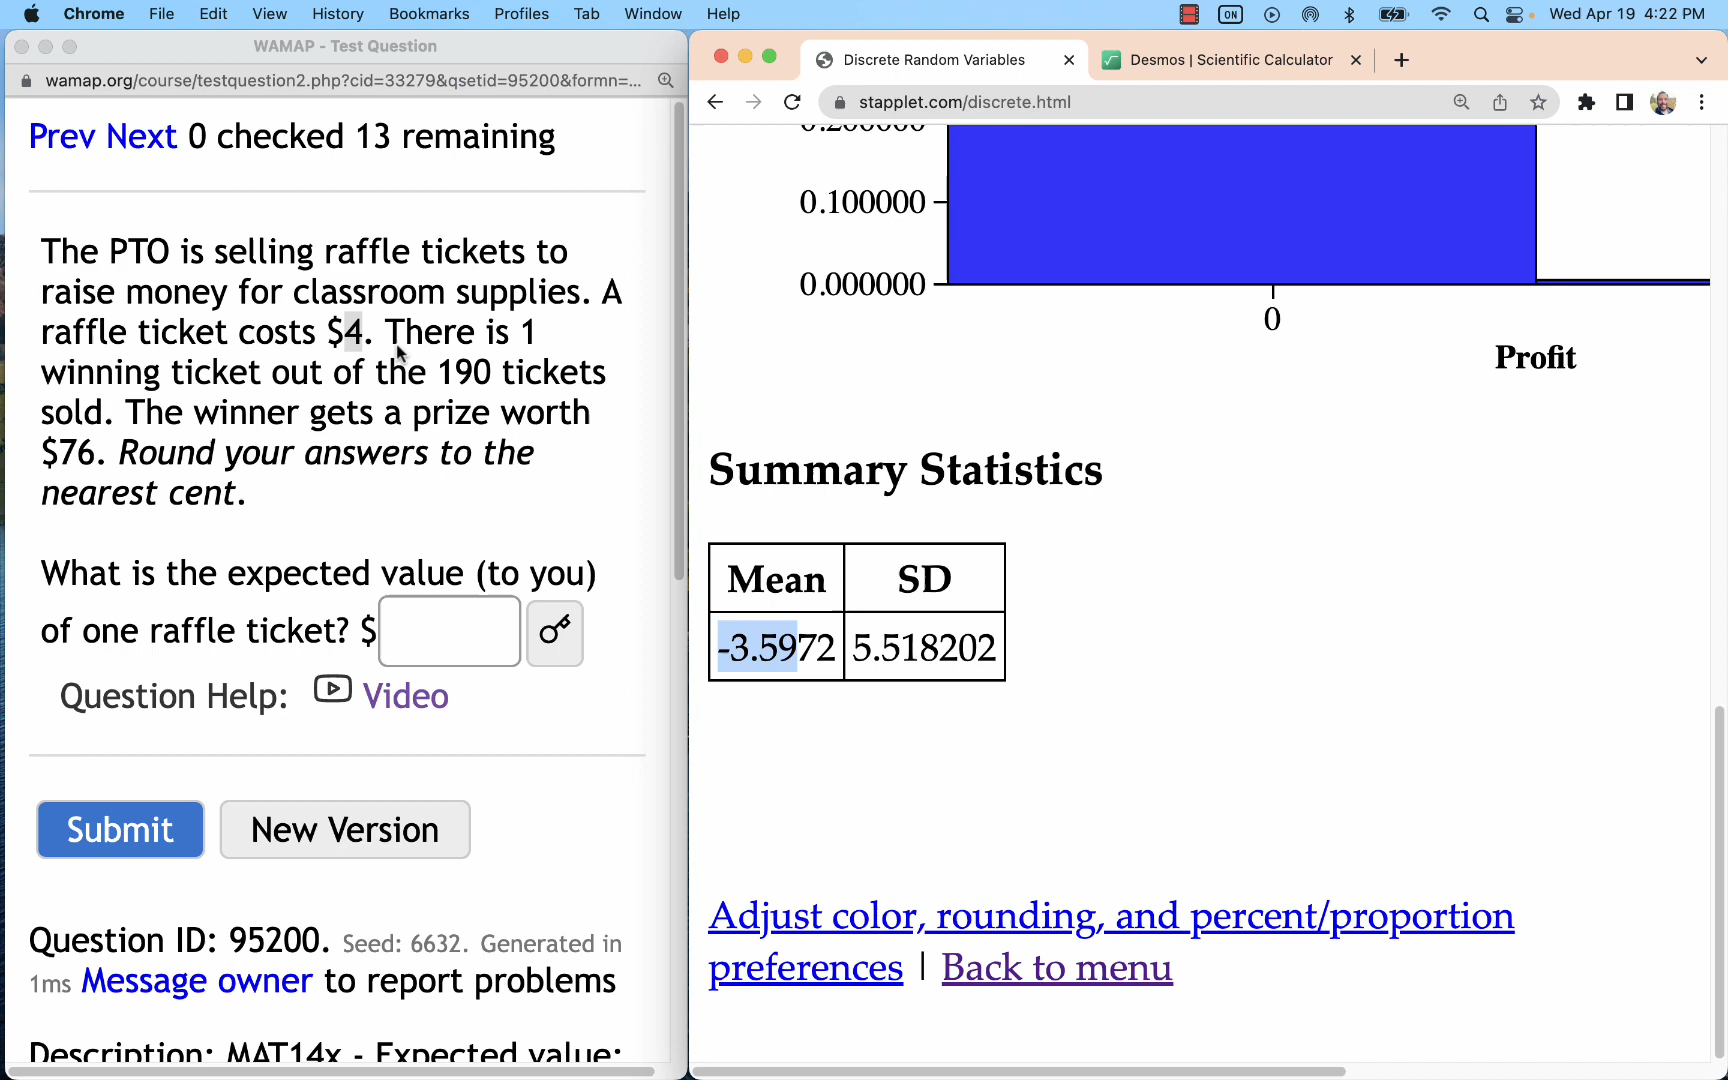 Chrome File Edit View History Bookmarks Profiles Tab Window Help
ON
Wed Apr 19 4:22 PM
WAMAP - Test Question
wamap.org/course/testquestion2.php?cid=33279&qsetid=95200&formn=...
Prev Next 0 checked 13 remaining
The PTO is selling raffle tickets to
raise money for classroom supplies. A
raffle ticket costs $4. There is 1
winning ticket out of the 190 tickets
sold. The winner gets a prize worth
$76. Round your answers to the
nearest cent.
What is the expected value (to you)
of one raffle ticket? $
Question Help: Video
Submit New Version
Question ID: 95200. Seed: 6632. Generated in
1ms Message owner to report problems
Description: MAT14x - Expected value:
Discrete Random Variables
Desmos | Scientific Calculator
stapplet.com/discrete.html
0.200000
0.100000
0.000000
0
Profit
Summary Statistics
Mean SD
-3.5972 5.518202
Adjust color, rounding, and percent/proportion
preferences | Back to menu